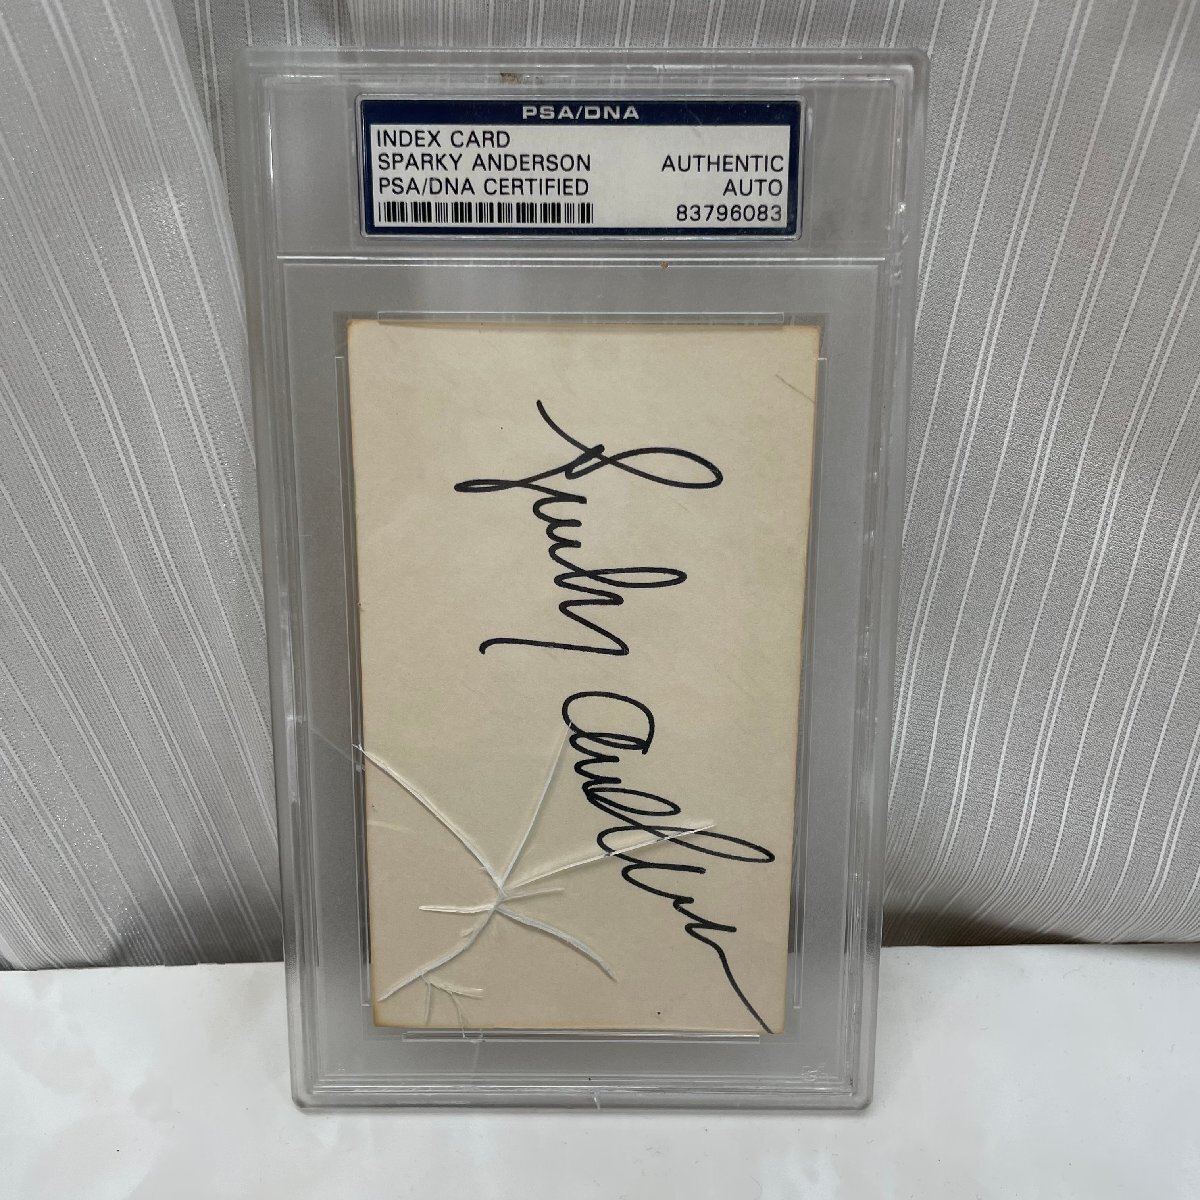 PSA/DNA
INDEX CARD
SPARKY ANDERSON
PSA/DNA CERTIFIED
AUTHENTIC
AUTO
83796083
Sparky Anderson